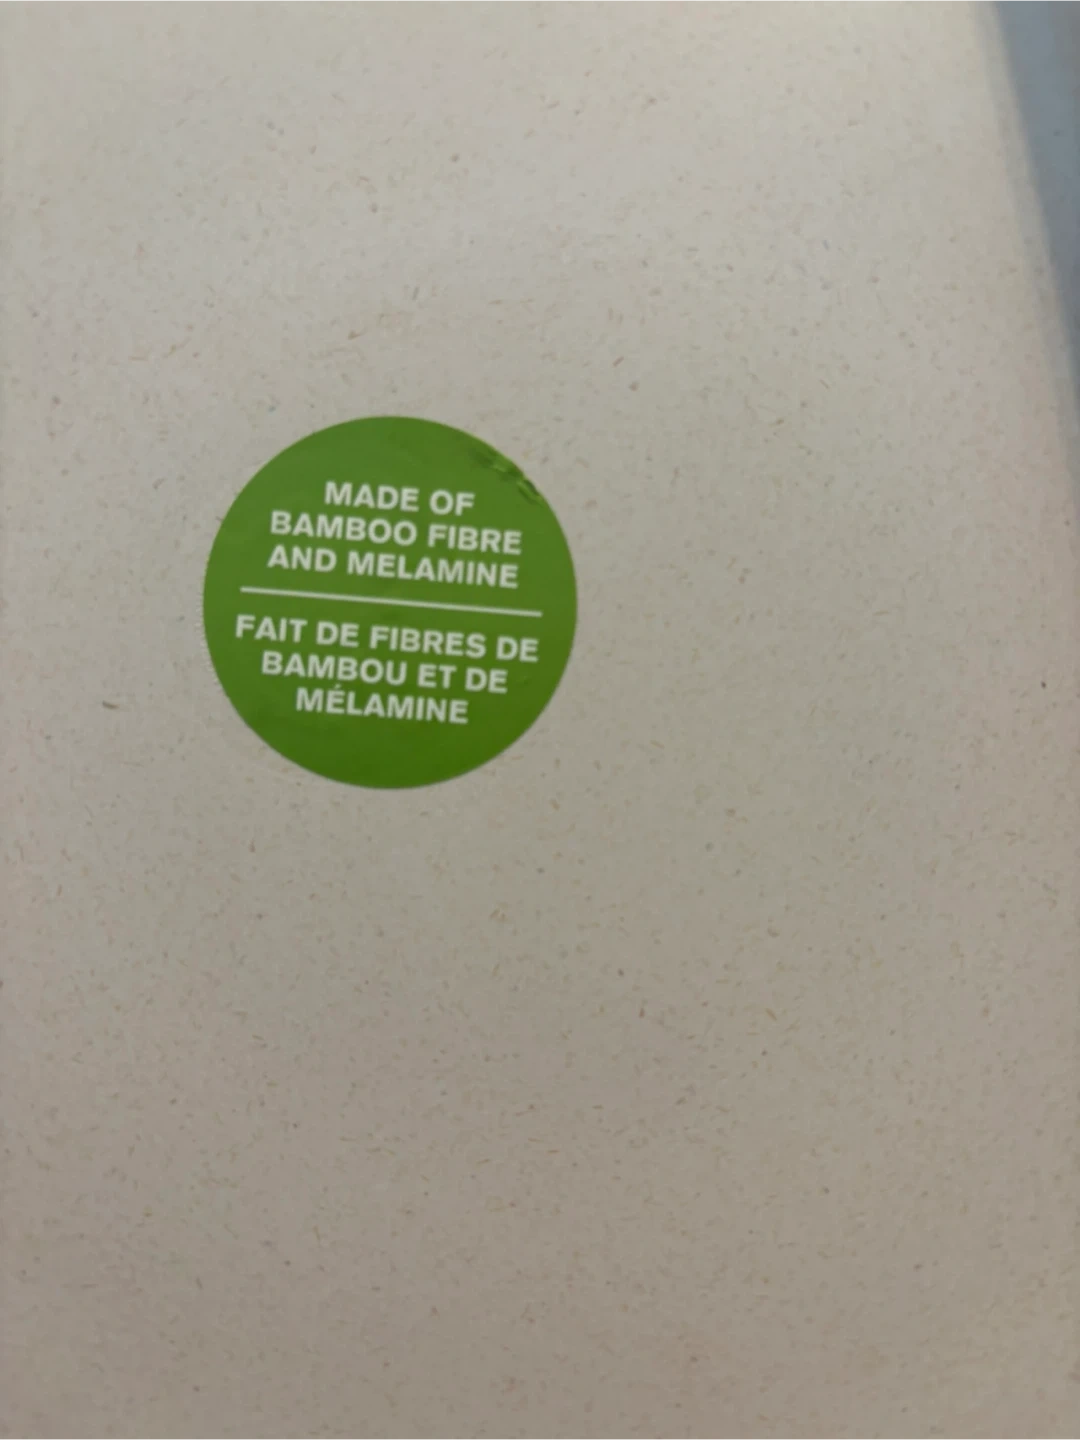 MADE OF
BAMBOO FIBRE
AND MELAMINE
FAIT DE FIBRES DE
BAMBOU ET DE
MÉLAMINE